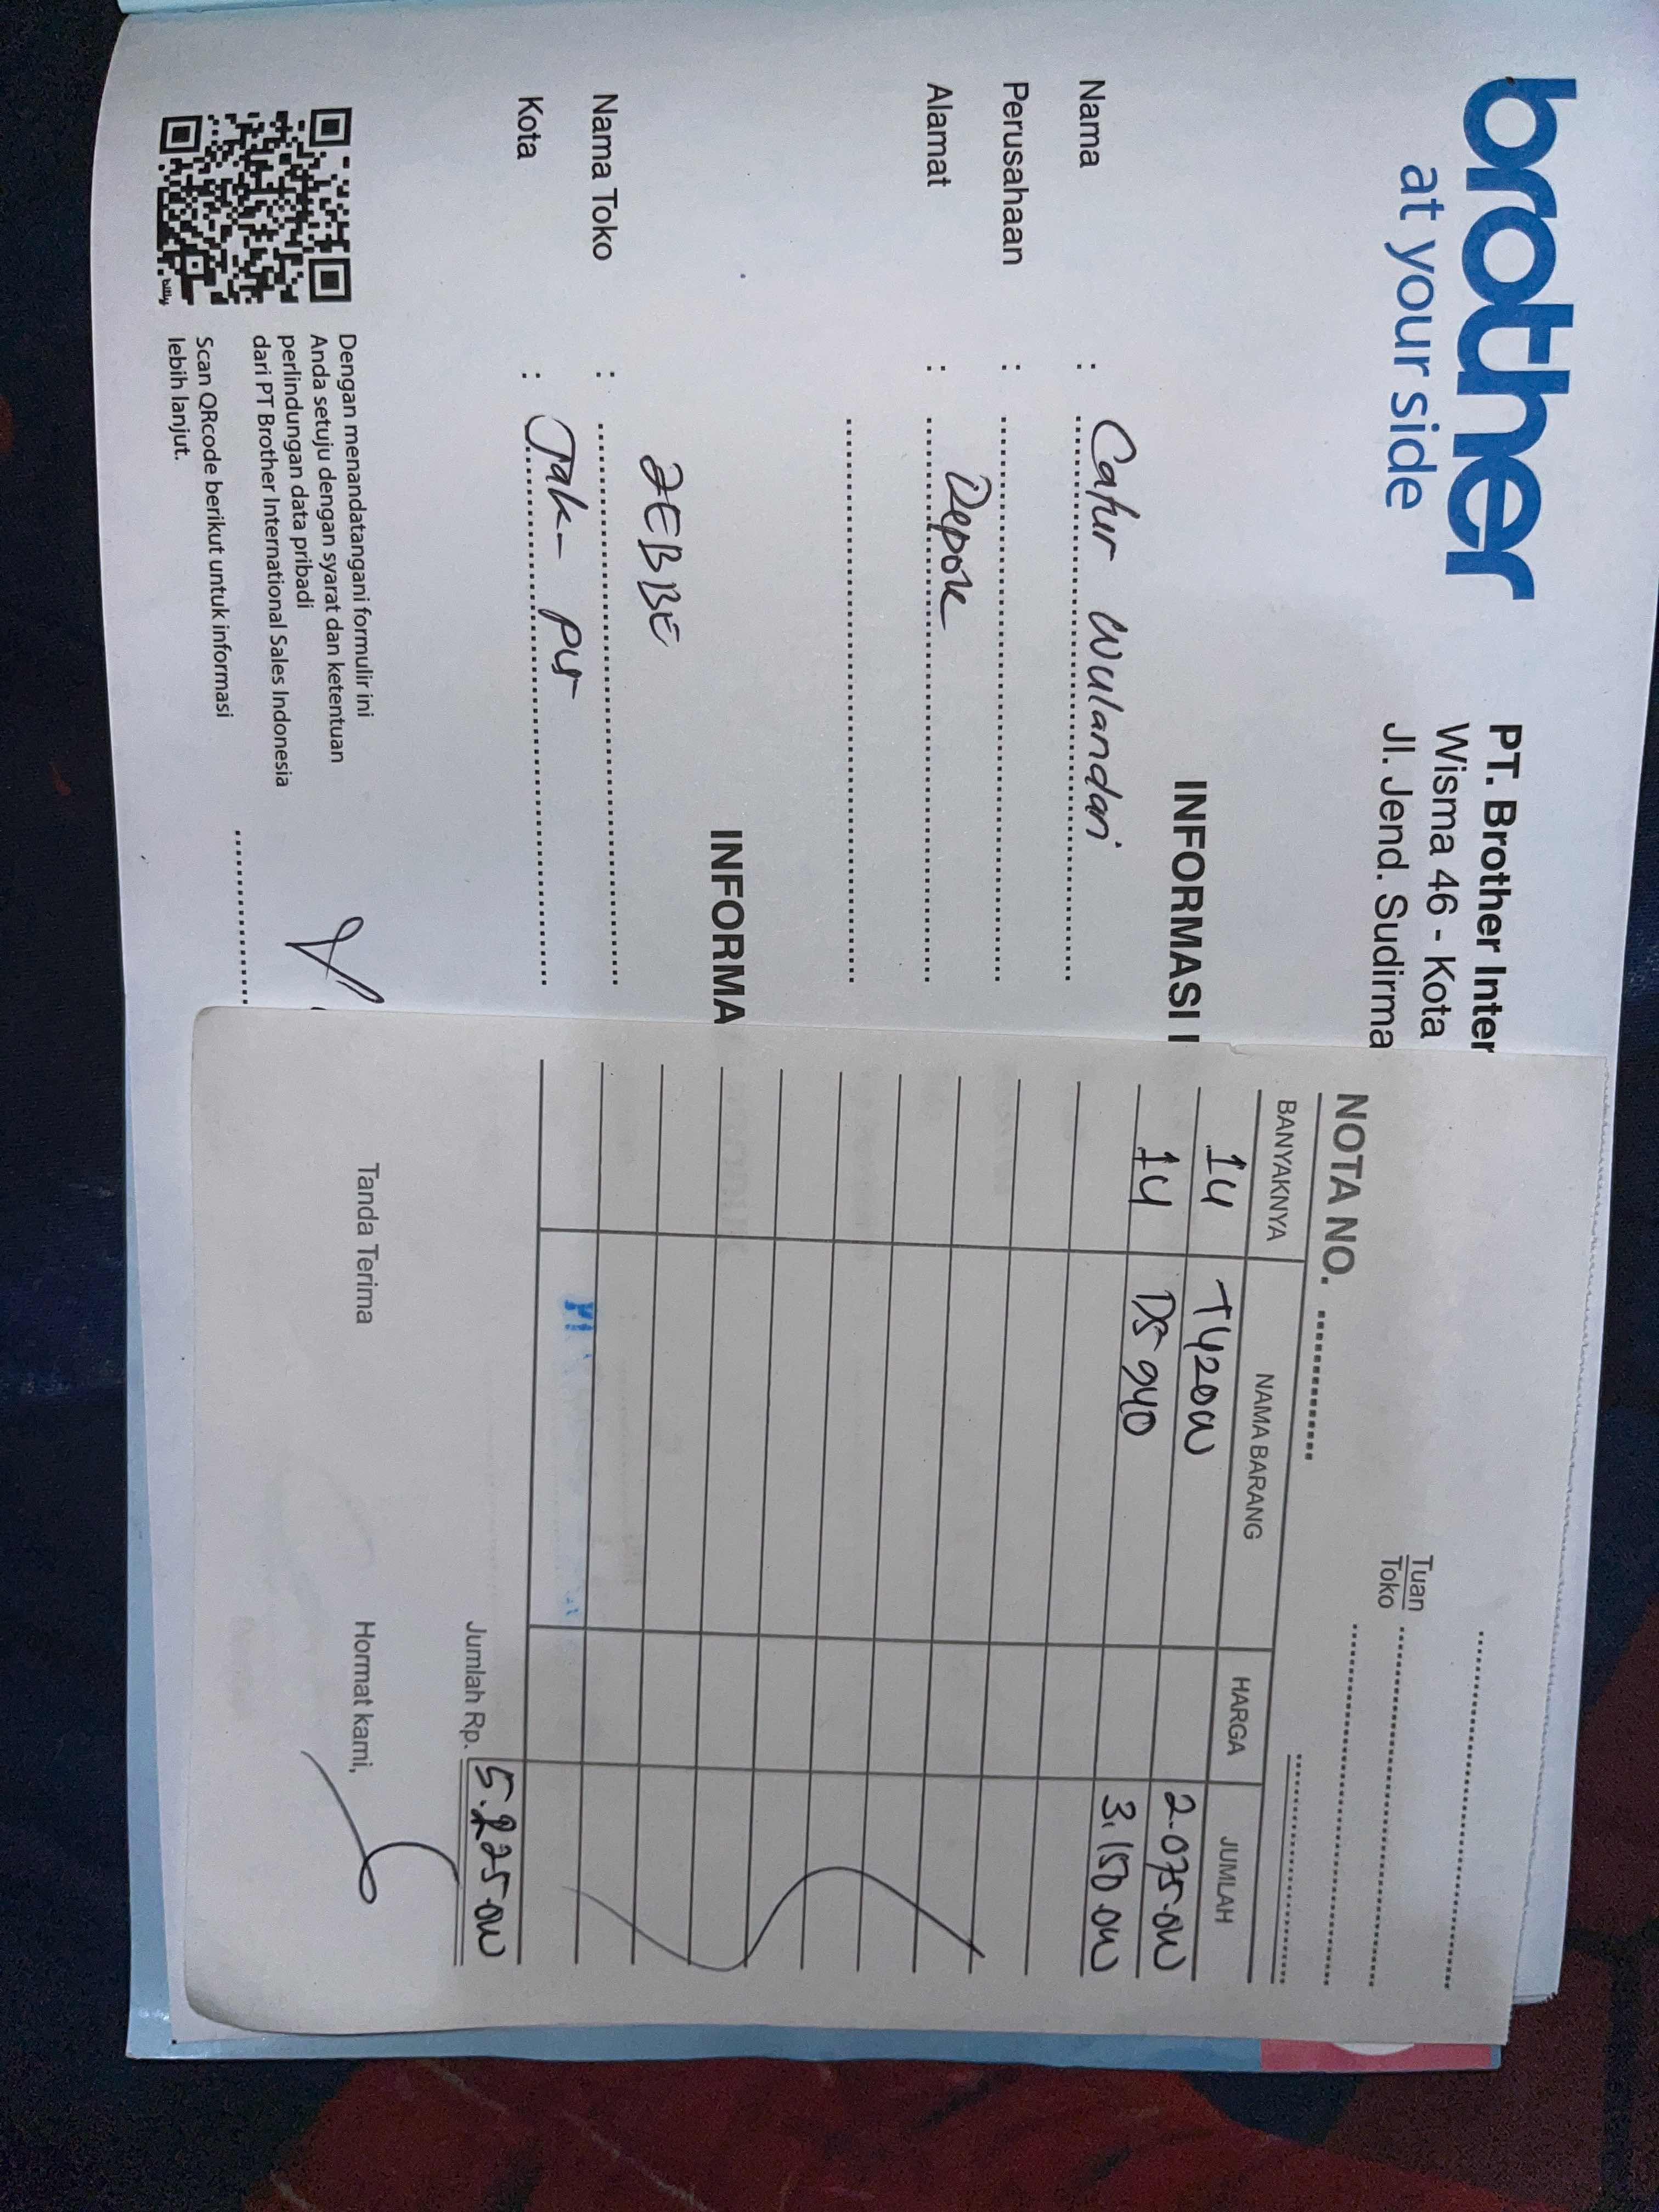 brother
at your side
PT. Brother Inter
Wisma 46 - Kota
Jl. Jend. Sudirma
INFORMASI
Nama : Catur Wulandari
Perusahaan :
Alamat : Depok
INFORMA
Nama Toko : ZEBBE
Kota : Jak- pus
Dengan menandatangani formulir ini
Anda setuju dengan syarat dan ketentuan
perlindungan data pribadi
dari PT Brother International Sales Indonesia
Scan QRcode berikut untuk informasi
lebih lanjut.
bitly
Tuan
Toko
NOTA NO.
BANYAKNYA NAMA BARANG HARGA JUMLAH
14 T420W 2.075.000
14 DS 940 3.150.000
Jumlah Rp. 5.225.000
Tanda Terima Hormat kami,